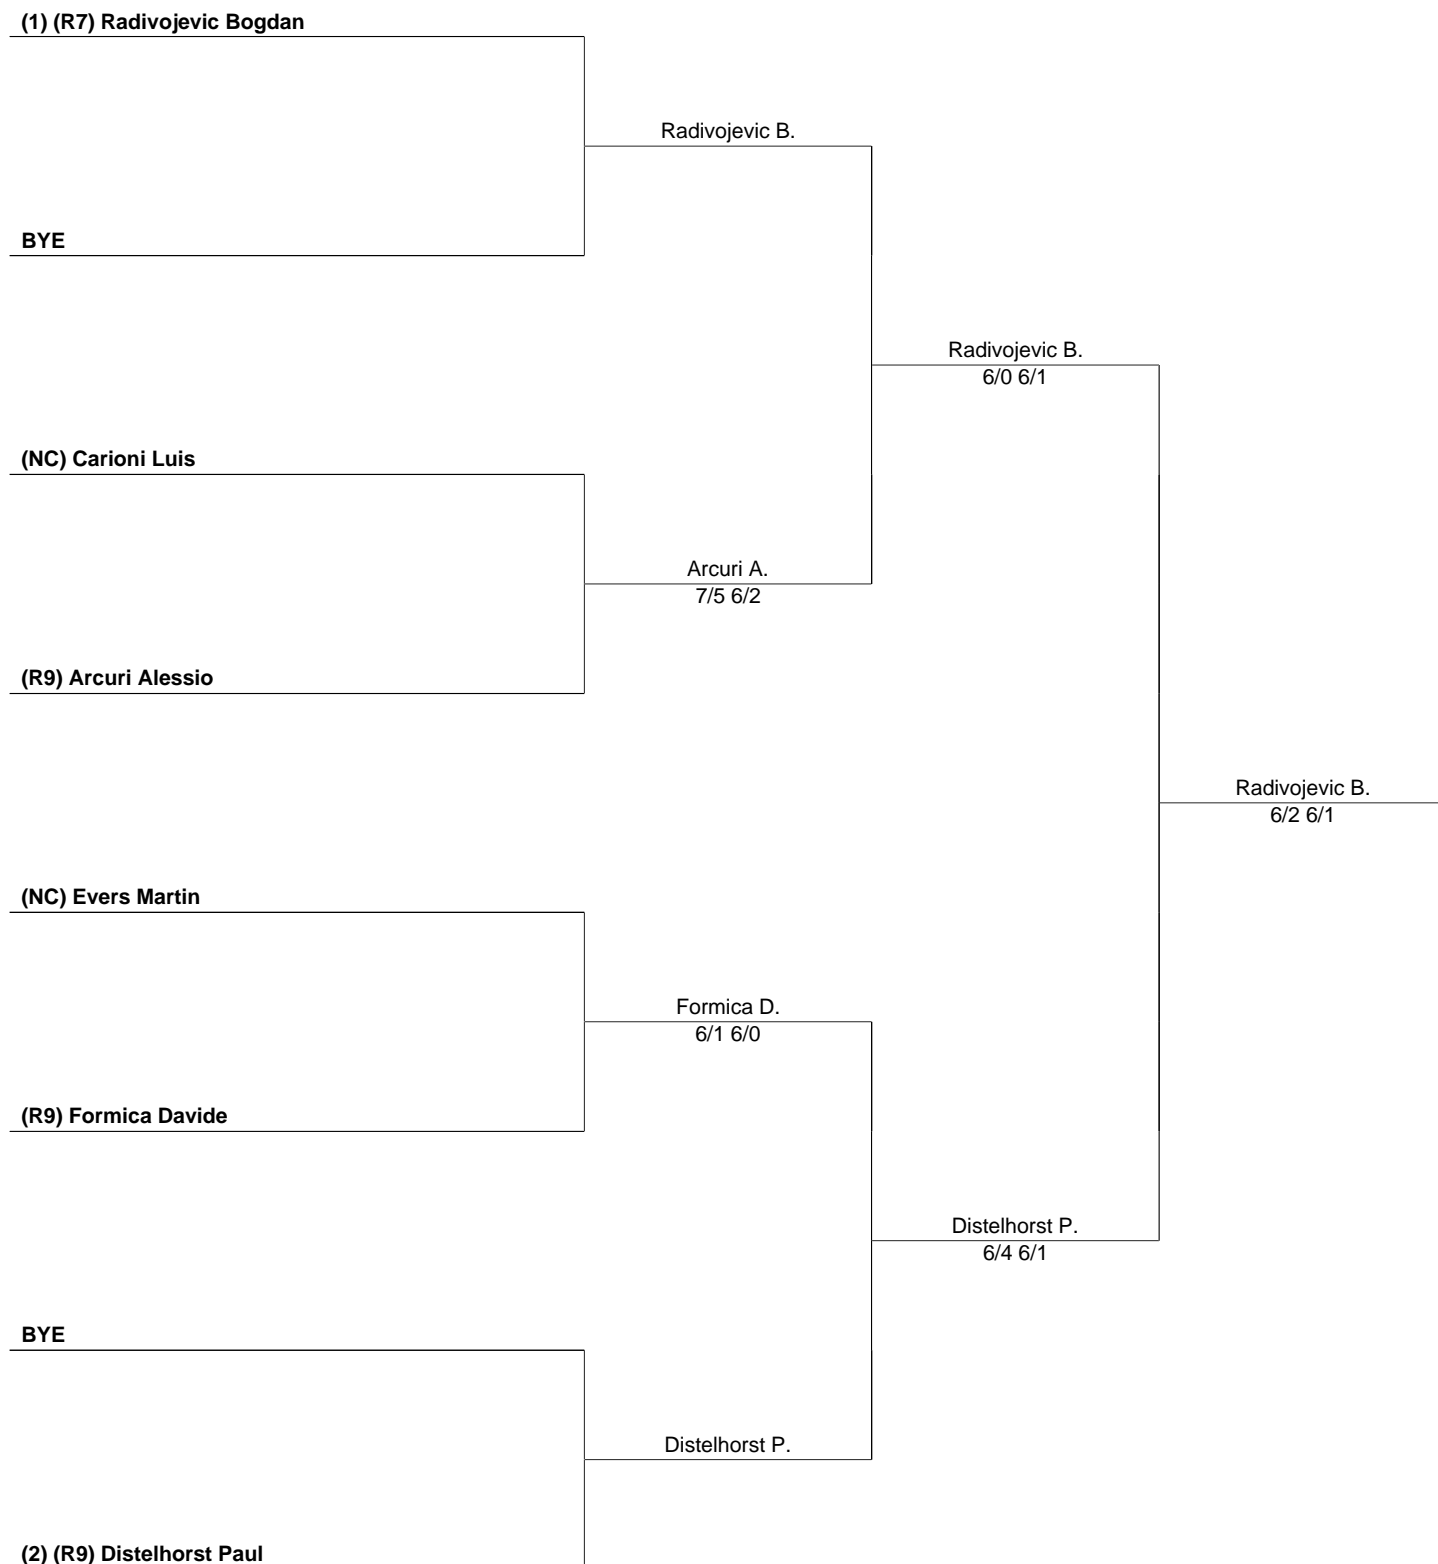 (1) (R7) Radivojevic Bogdan
Radivojevic B.
BYE
Radivojevic B.
6/0 6/1
(NC) Carioni Luis
Arcuri A.
7/5 6/2
(R9) Arcuri Alessio
Radivojevic B.
6/2 6/1
(NC) Evers Martin
Formica D.
6/1 6/0
(R9) Formica Davide
Distelhorst P.
6/4 6/1
BYE
Distelhorst P.
(2) (R9) Distelhorst Paul